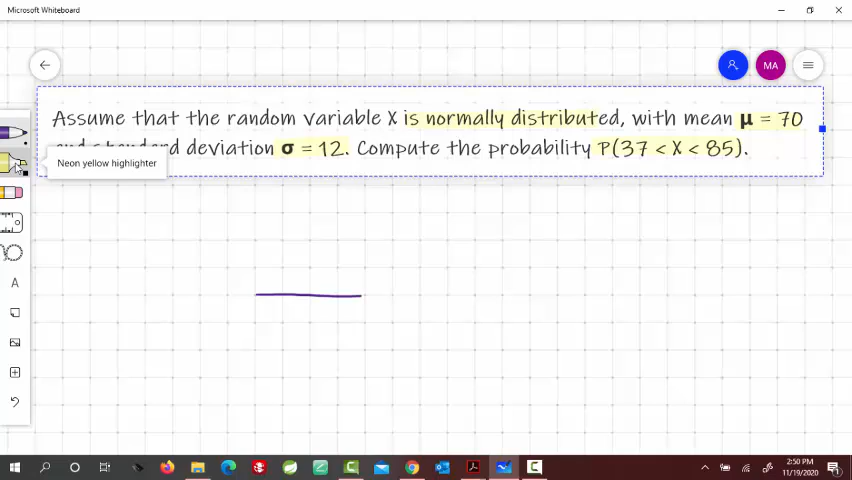 Microsoft Whiteboard
MA
Assume that the random variable X is normally distributed, with mean μ = 70
deviation σ = 12. Compute the probability P(37 < X < 85).
Neon yellow highlighter
A
2:50 PM
11/19/2020